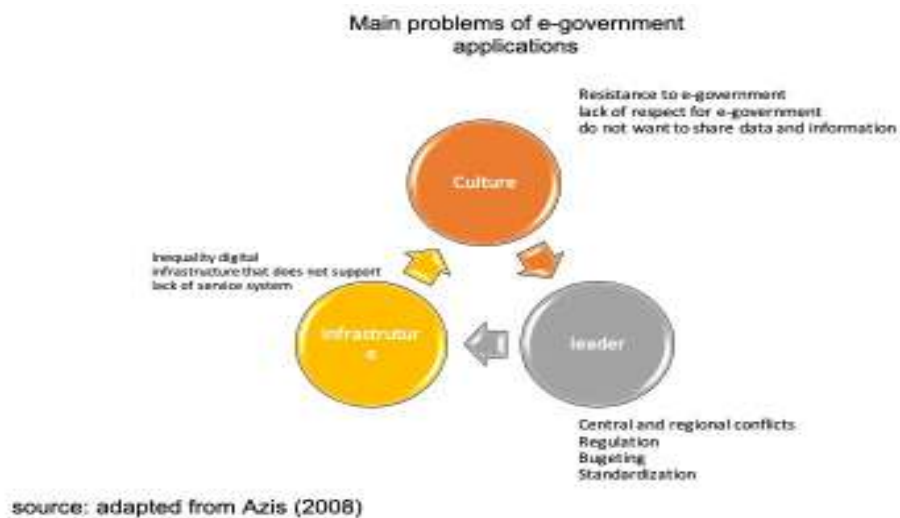 Main problems of e-government
applications
Resistance to e-government
lack of respect for e-government
do not want to share data and information
Culture
Inequality digital
infrastructure that does not support
lack of service system
Infrastrutur
e
leader
Central and regional conflicts
Regulation
Bugeting
Standardization
source: adapted from Azis (2008)